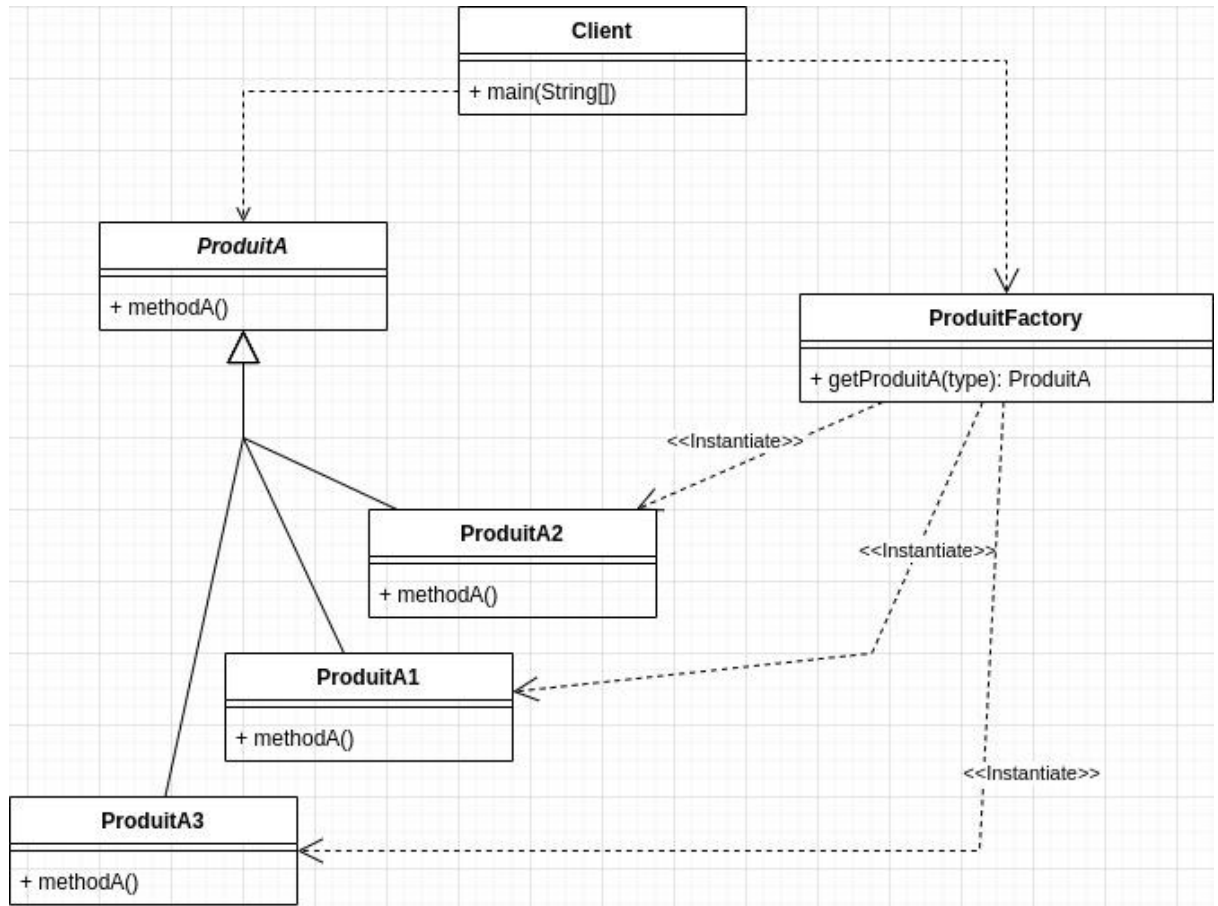 Client
+ main(String[])
ProduitA
+ methodA()
ProduitFactory
+ getProduitA(type): ProduitA
<<Instantiate>>
ProduitA2
+ methodA()
<<Instantiate>>
ProduitA1
+ methodA()
<<Instantiate>>
ProduitA3
+ methodA()